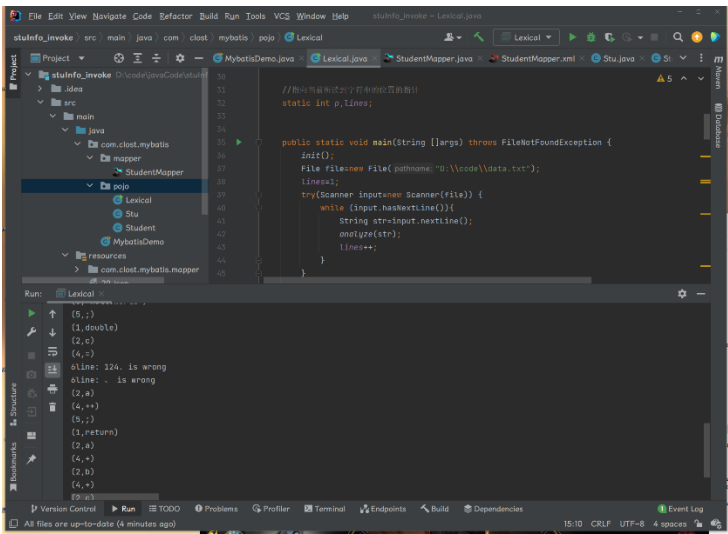 File Edit View Navigate Code Refactor Build Run Tools VCS Window Help stuInfo_invoke – Lexical.java
stuInfo_invoke src main java com clost mybatis pojo Lexical Lexical
Project MybatisDemo.java Lexical.java StudentMapper.java StudentMapper.xml Stu.java
stuInfo_invoke D:\code\javaCode\stuInf
.idea
src
main
java
com.clost.mybatis
mapper
StudentMapper
pojo
Lexical
Stu
Student
MybatisDemo
resources
com.clost.mybatis.mapper
30
31 //指向当前所读到字符串的位置的指针
32 static int p,lines;
33
34
35 public static void main(String []args) throws FileNotFoundException {
36 init();
37 File file=new File( pathname: "D:\\code\\data.txt");
38 lines=1;
39 try(Scanner input=new Scanner(file)) {
40 while (input.hasNextLine()){
41 String str=input.nextLine();
42 analyze(str);
43 lines++;
44 }
45 }
5
Project
Structure
Bookmarks
Maven
Database
Run: Lexical
(5,;)
(1,double)
(2,c)
(4,=)
6line: 124. is wrong
6line: . is wrong
(2,a)
(4,++)
(5,;)
(1,return)
(2,a)
(4,+)
(2,b)
(4,+)
(2,c)
Version Control Run TODO Problems Profiler Terminal Endpoints Build Dependencies 1 Event Log
All files are up-to-date (4 minutes ago) 15:10 CRLF UTF-8 4 spaces